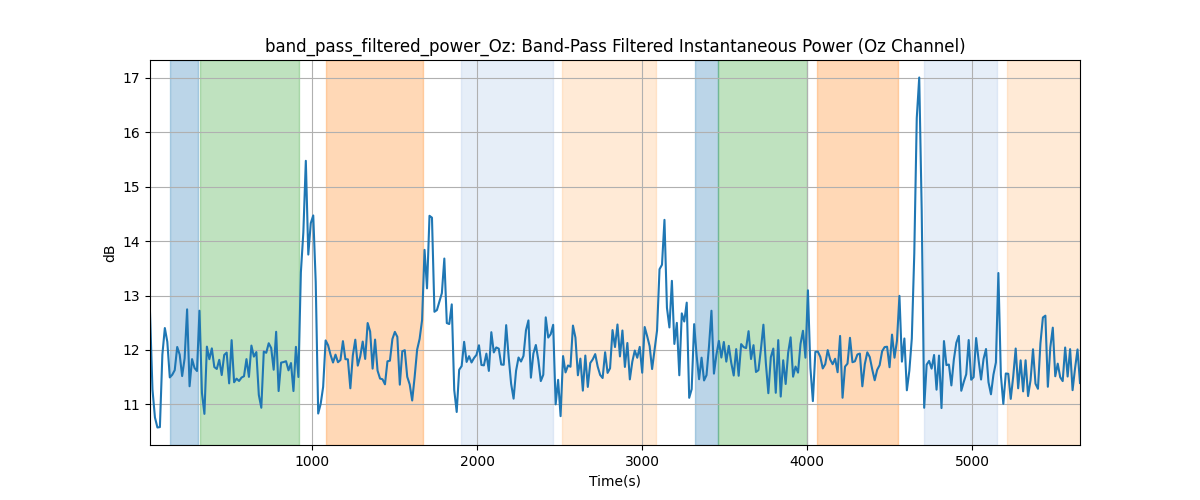 band_pass_filtered_power_Oz: Band-Pass Filtered Instantaneous Power (Oz Channel)
17
16
15
14
13
12
11
dB
1000 2000 3000 4000 5000
Time(s)